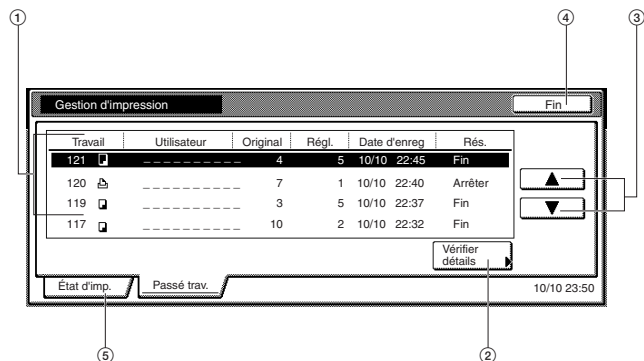 ① ④ ③
Gestion d'impression Fin
Travail Utilisateur Original Régl. Date d'enreg Rés.
121 _ _ _ _ _ _ _ _ _ _ 4 5 10/10 22:45 Fin
120 _ _ _ _ _ _ _ _ _ _ 7 1 10/10 22:40 Arrêter
119 _ _ _ _ _ _ _ _ _ _ 3 5 10/10 22:37 Fin
117 _ _ _ _ _ _ _ _ _ _ 10 2 10/10 22:32 Fin
Vérifier
détails
État d'imp. Passé trav. 10/10 23:50
⑤ ②